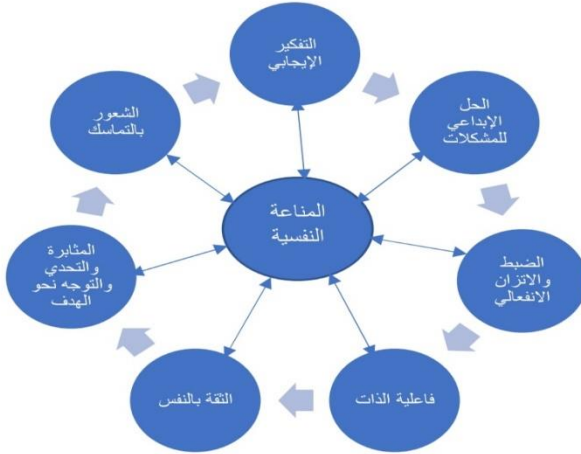 التفكير
الإيجابي
الحل
الإبداعي
للمشكلات
الضبط
والاتزان
الانفعالي
فاعلية الذات
الثقة بالنفس
المثابرة
والتحدي
والتوجه نحو
الهدف
الشعور
بالتماسك
المناعة
النفسية